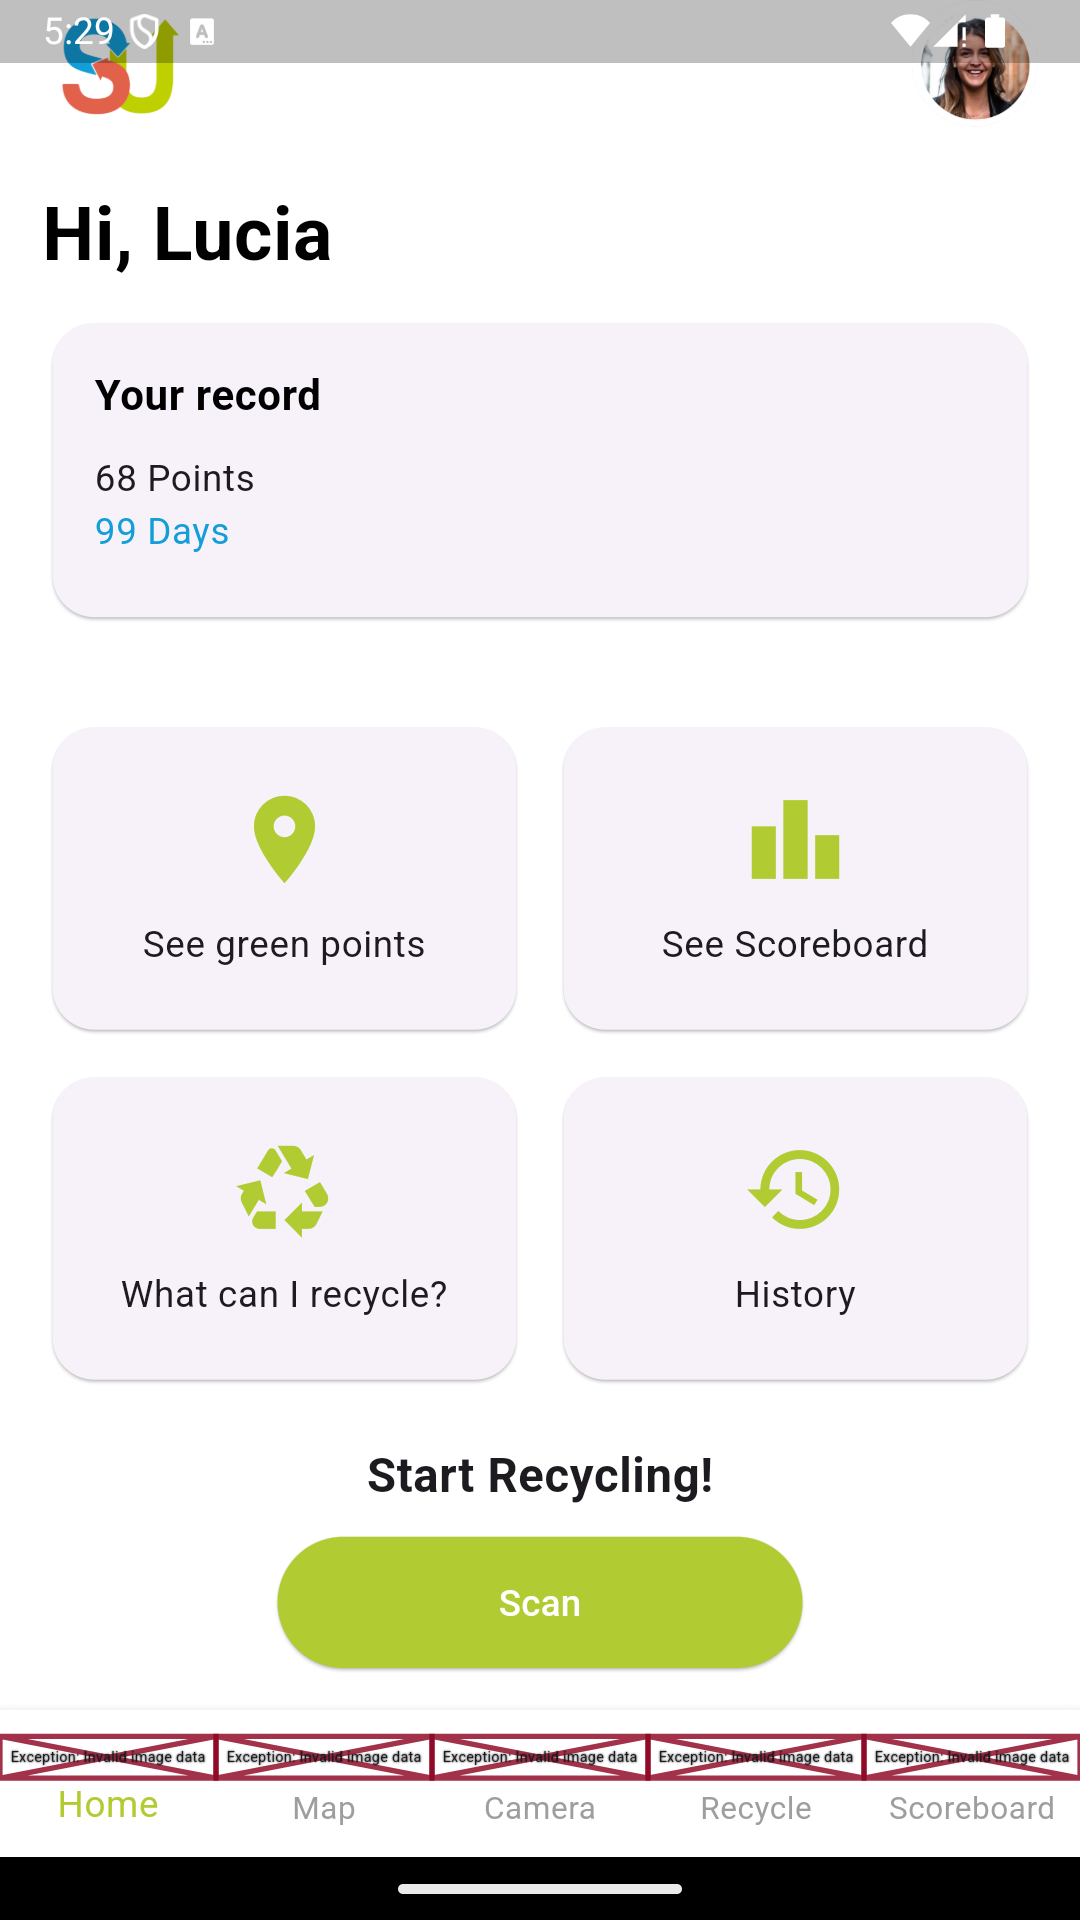 5:29
SU
Hi, Lucia
Your record
68 Points
99 Days
See green points
See Scoreboard
What can I recycle?
History
Start Recycling!
Scan
Exception: Invalid image data
Exception: Invalid image data
Exception: Invalid image data
Exception: Invalid image data
Exception: Invalid image data
Home
Map
Camera
Recycle
Scoreboard